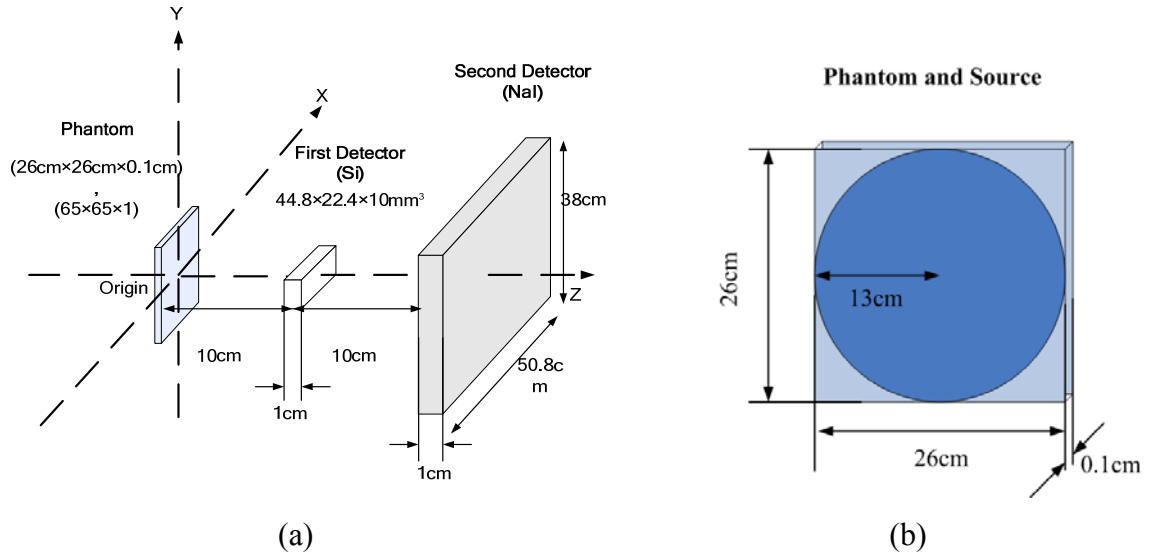 Y
X
Second Detector
(NaI)
Phantom
(26cm×26cm×0.1cm)
,
(65×65×1)
First Detector
(Si)
44.8×22.4×10mm³
38cm
Origin
Z
10cm
10cm
50.8c
m
1cm
1cm
(a)
Phantom and Source
26cm
13cm
26cm
0.1cm
(b)